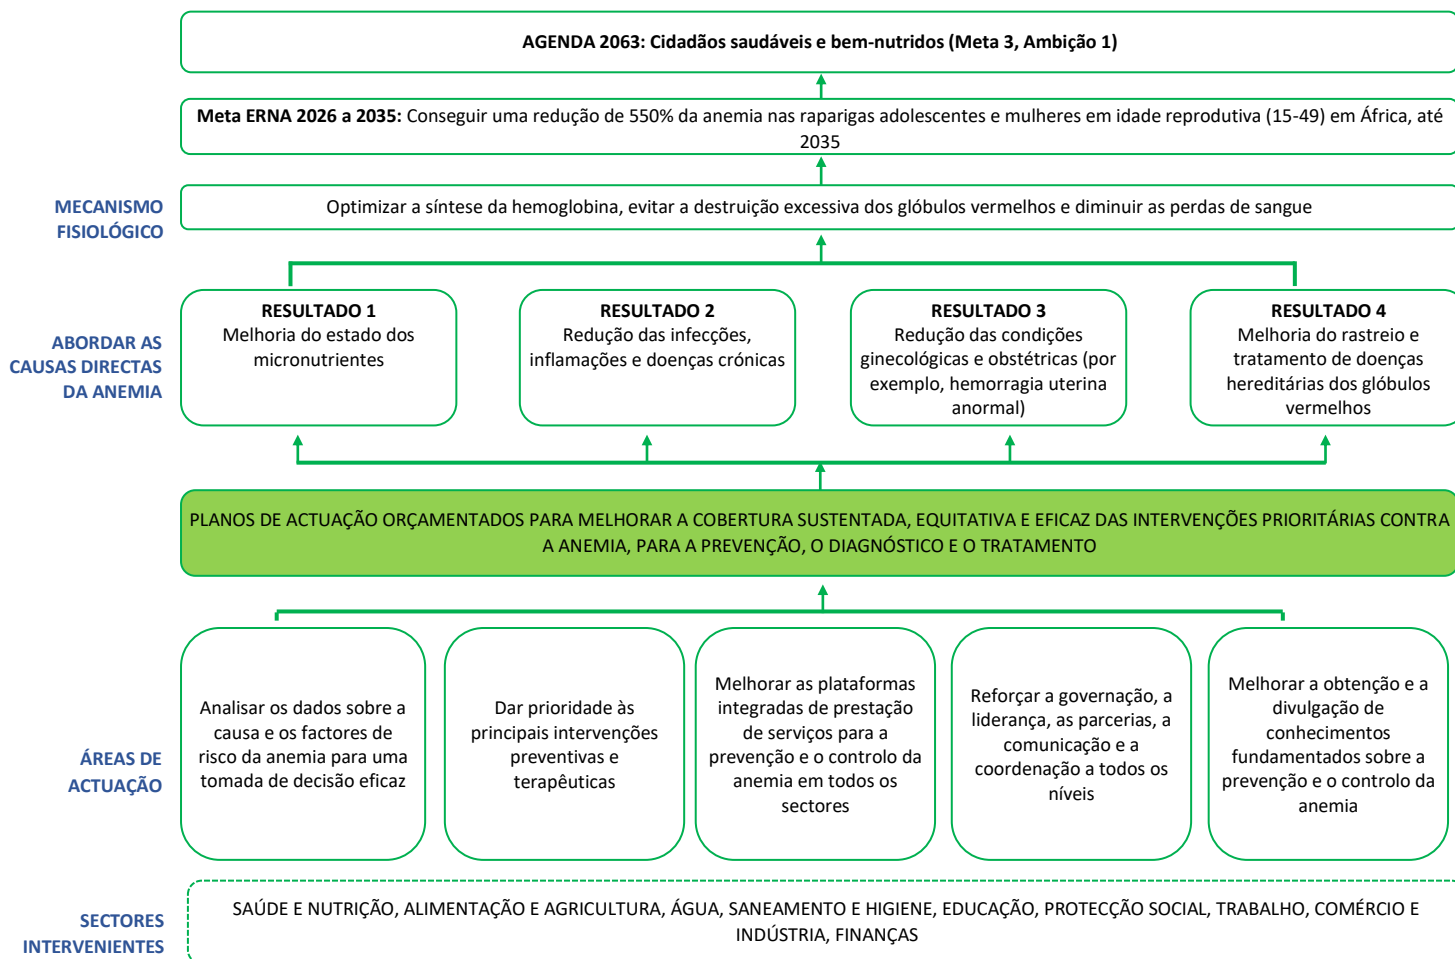 AGENDA 2063: Cidadãos saudáveis e bem-nutridos (Meta 3, Ambição 1)
Meta ERNA 2026 a 2035: Conseguir uma redução de 550% da anemia nas raparigas adolescentes e mulheres em idade reprodutiva (15-49) em África, até
2035
MECANISMO
FISIOLÓGICO
Optimizar a síntese da hemoglobina, evitar a destruição excessiva dos glóbulos vermelhos e diminuir as perdas de sangue
ABORDAR AS
CAUSAS DIRECTAS
DA ANEMIA
RESULTADO 1
Melhoria do estado dos
micronutrientes
RESULTADO 2
Redução das infecções,
inflamações e doenças crónicas
RESULTADO 3
Redução das condições
ginecológicas e obstétricas (por
exemplo, hemorragia uterina
anormal)
RESULTADO 4
Melhoria do rastreio e
tratamento de doenças
hereditárias dos glóbulos
vermelhos
PLANOS DE ACTUAÇÃO ORÇAMENTADOS PARA MELHORAR A COBERTURA SUSTENTADA, EQUITATIVA E EFICAZ DAS INTERVENÇÕES PRIORITÁRIAS CONTRA
A ANEMIA, PARA A PREVENÇÃO, O DIAGNÓSTICO E O TRATAMENTO
ÁREAS DE
ACTUAÇÃO
Analisar os dados sobre a
causa e os factores de
risco da anemia para uma
tomada de decisão eficaz
Dar prioridade às
principais intervenções
preventivas e
terapêuticas
Melhorar as plataformas
integradas de prestação
de serviços para a
prevenção e o controlo da
anemia em todos os
sectores
Reforçar a governação, a
liderança, as parcerias, a
comunicação e a
coordenação a todos os
níveis
Melhorar a obtenção e a
divulgação de
conhecimentos
fundamentados sobre a
prevenção e o controlo da
anemia
SECTORES
INTERVENIENTES
SAÚDE E NUTRIÇÃO, ALIMENTAÇÃO E AGRICULTURA, ÁGUA, SANEAMENTO E HIGIENE, EDUCAÇÃO, PROTECÇÃO SOCIAL, TRABALHO, COMÉRCIO E
INDÚSTRIA, FINANÇAS